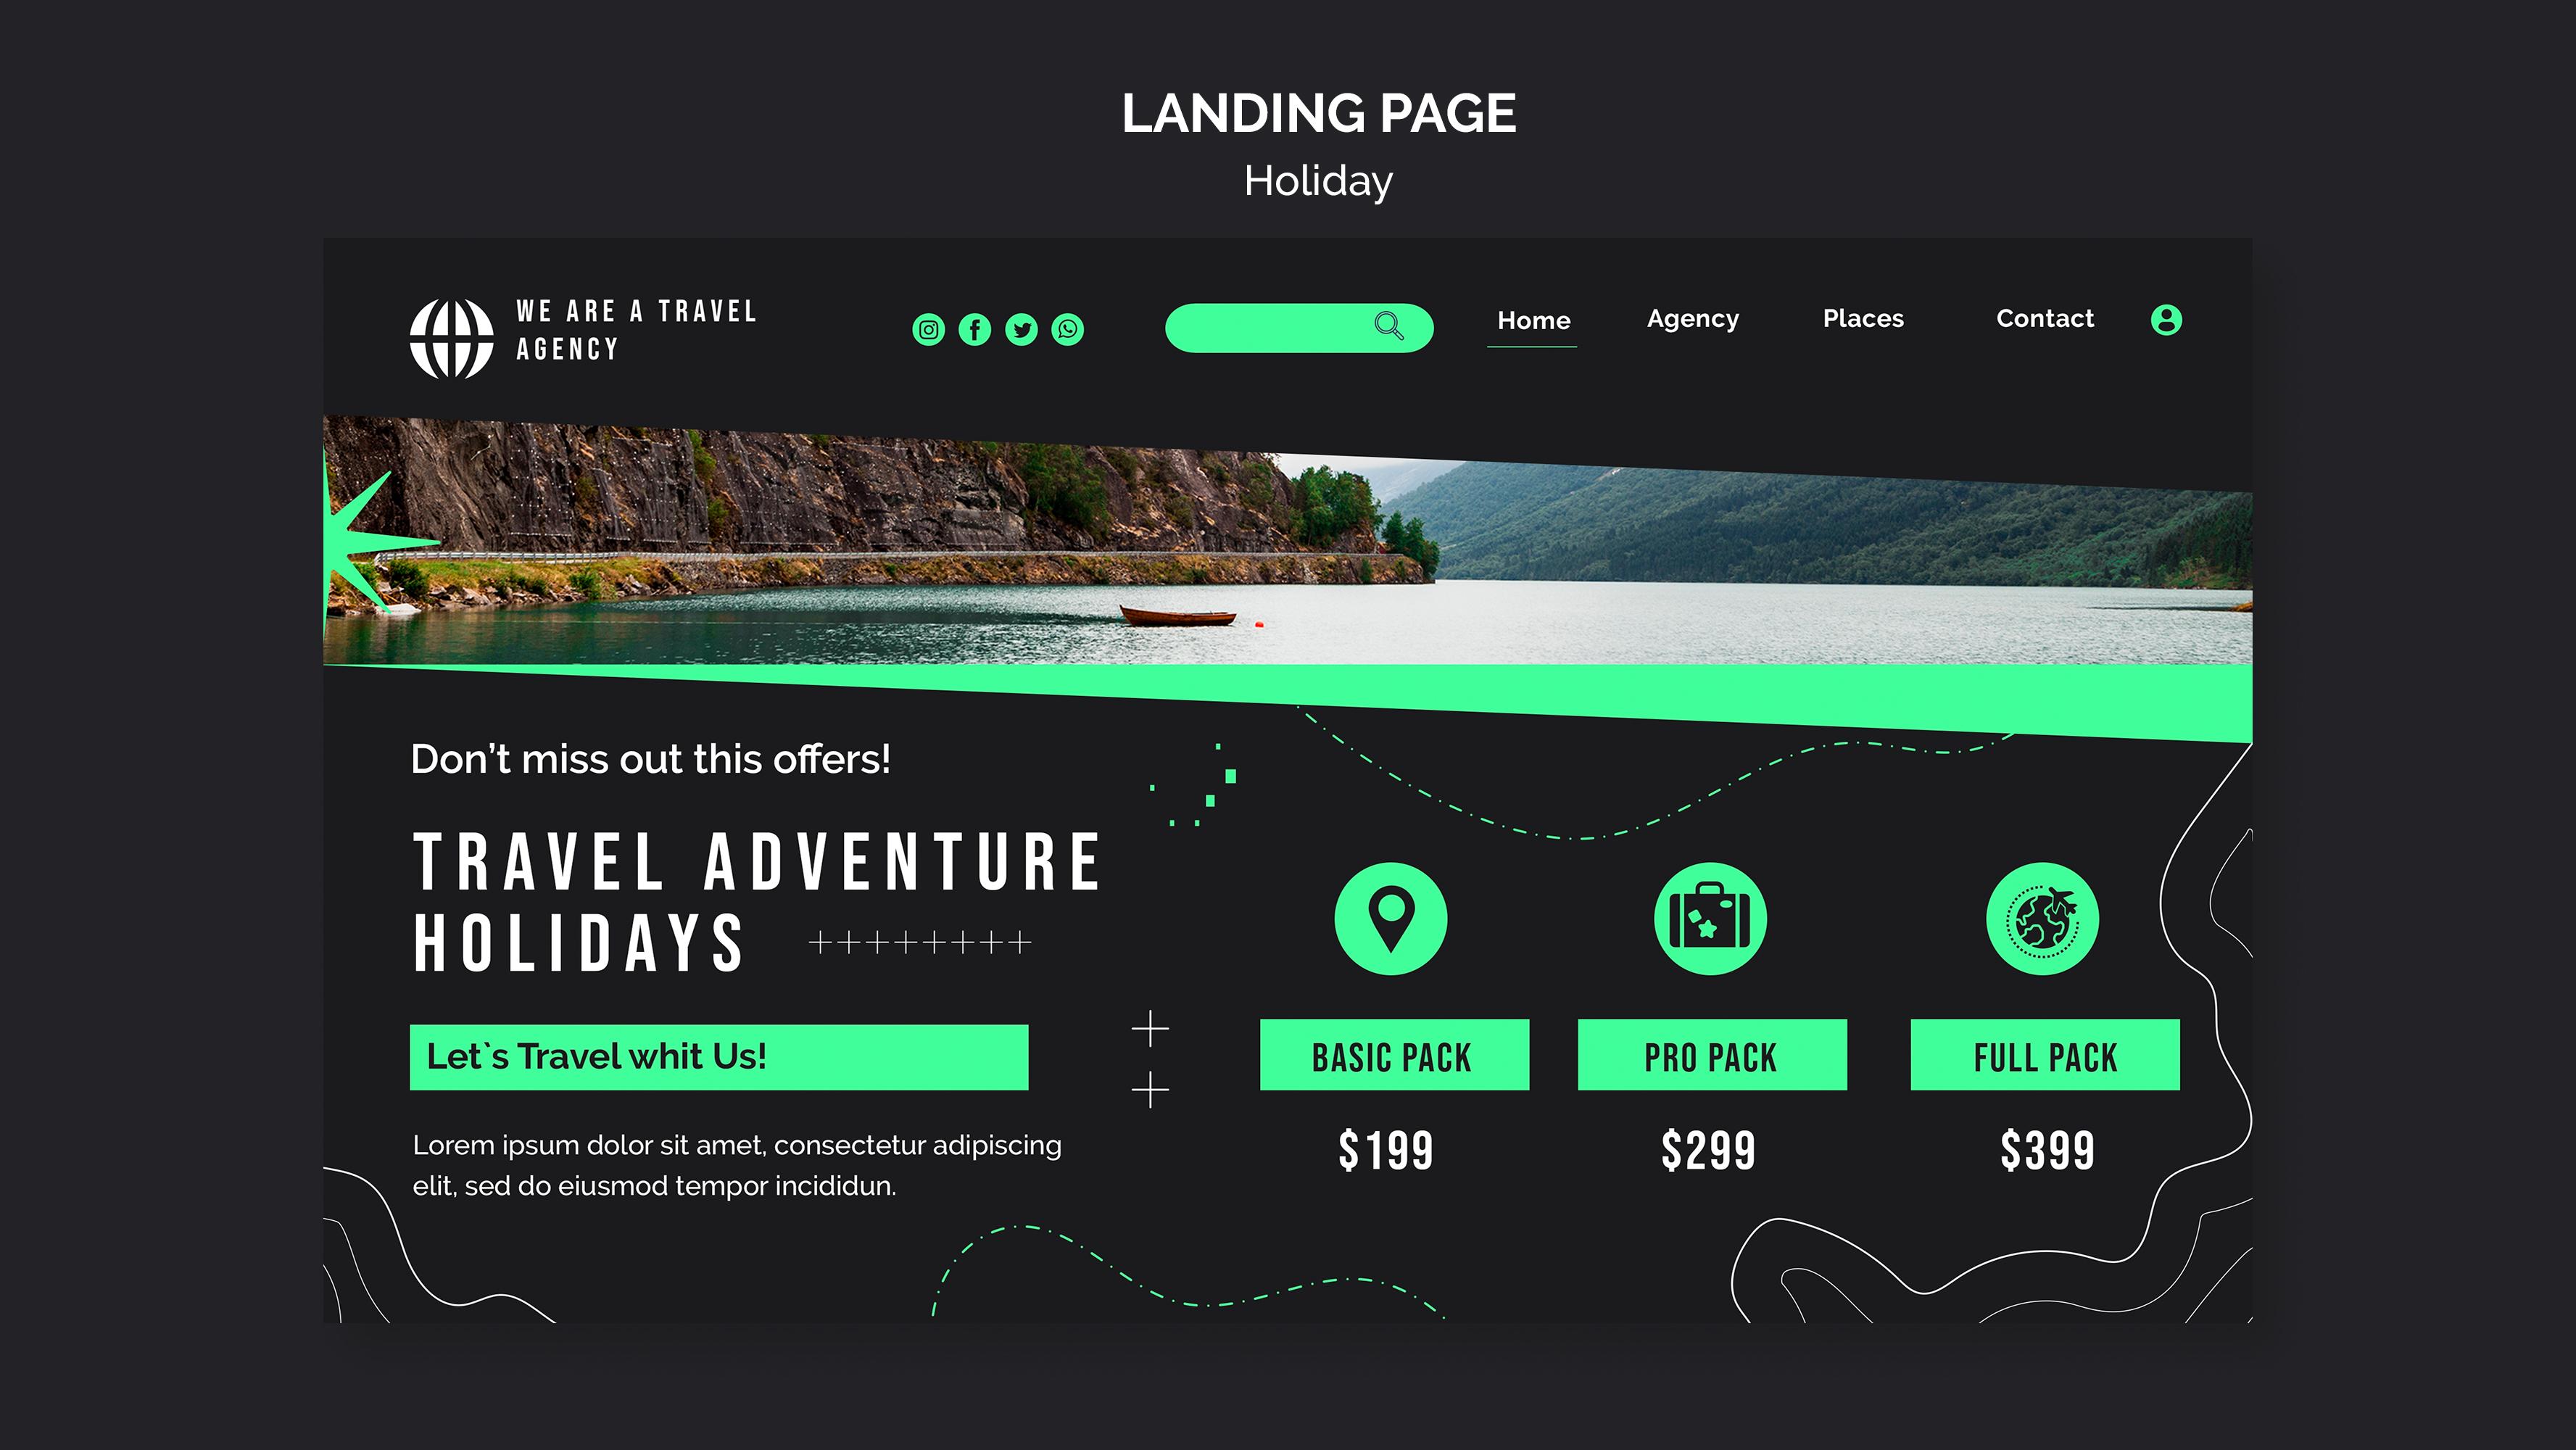 LANDING PAGE
Holiday
WE ARE A TRAVEL
AGENCY
Home
Agency
Places
Contact
Don’t miss out this offers!
TRAVEL ADVENTURE
HOLIDAYS
Let`s Travel whit Us!
Lorem ipsum dolor sit amet, consectetur adipiscing
elit, sed do eiusmod tempor incididun.
BASIC PACK
$199
PRO PACK
$299
FULL PACK
$399